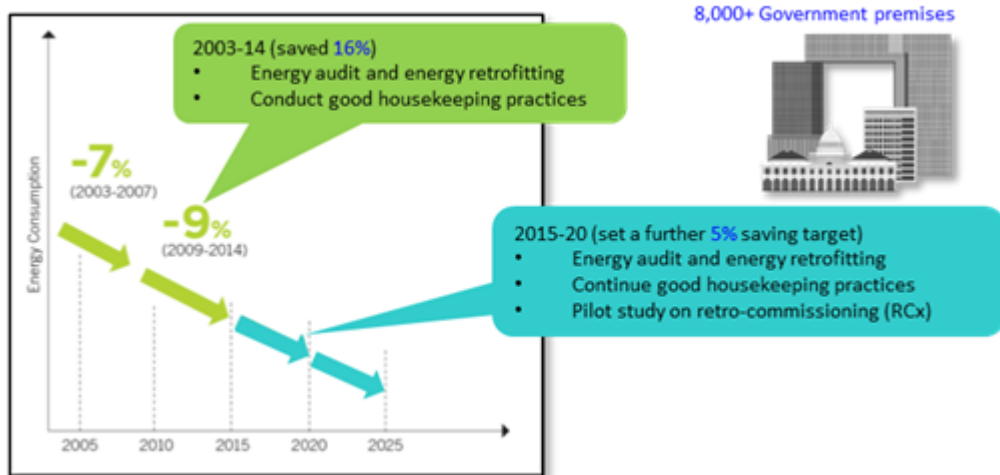 8,000+ Government premises
2003-14 (saved 16%)
• Energy audit and energy retrofitting
• Conduct good housekeeping practices
-7%
(2003-2007)
-9%
(2009-2014)
2015-20 (set a further 5% saving target)
• Energy audit and energy retrofitting
• Continue good housekeeping practices
• Pilot study on retro-commissioning (RCx)
Energy Consumption
2005 2010 2015 2020 2025